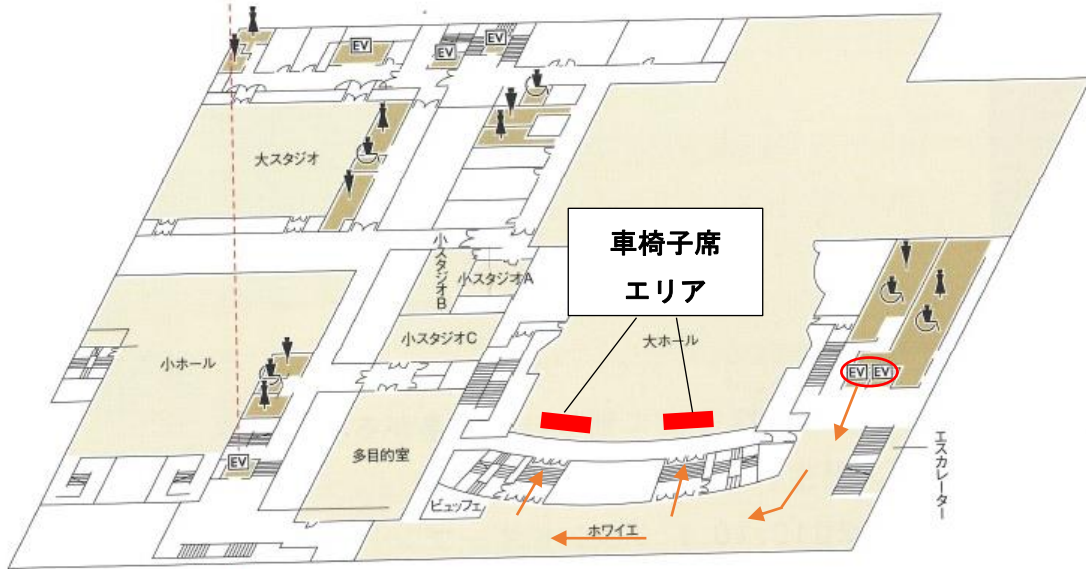 EV
EV
EV
大スタジオ
小スタジオB
小スタジオA
車椅子席
エリア
小スタジオC
大ホール
小ホール
EV
EV
EV
多目的室
エスカレーター
ビュッフェ
ホワイエ